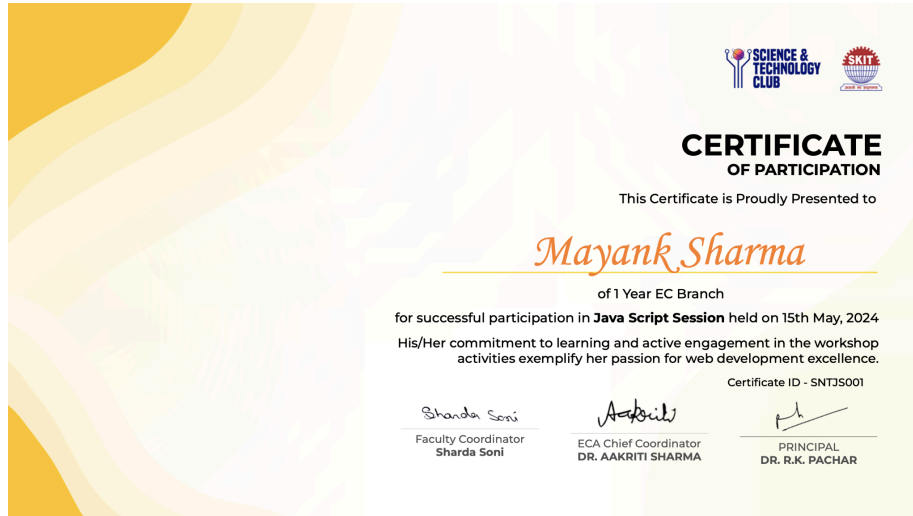 SCIENCE &
TECHNOLOGY
CLUB
SKIT
CERTIFICATE
OF PARTICIPATION
This Certificate is Proudly Presented to
Mayank Sharma
of 1 Year EC Branch
for successful participation in Java Script Session held on 15th May, 2024
His/Her commitment to learning and active engagement in the workshop
activities exemplify her passion for web development excellence.
Certificate ID - SNTJS001
Sharda Soni
Faculty Coordinator
Sharda Soni
Aakriti
ECA Chief Coordinator
DR. AAKRITI SHARMA
PRINCIPAL
DR. R.K. PACHAR